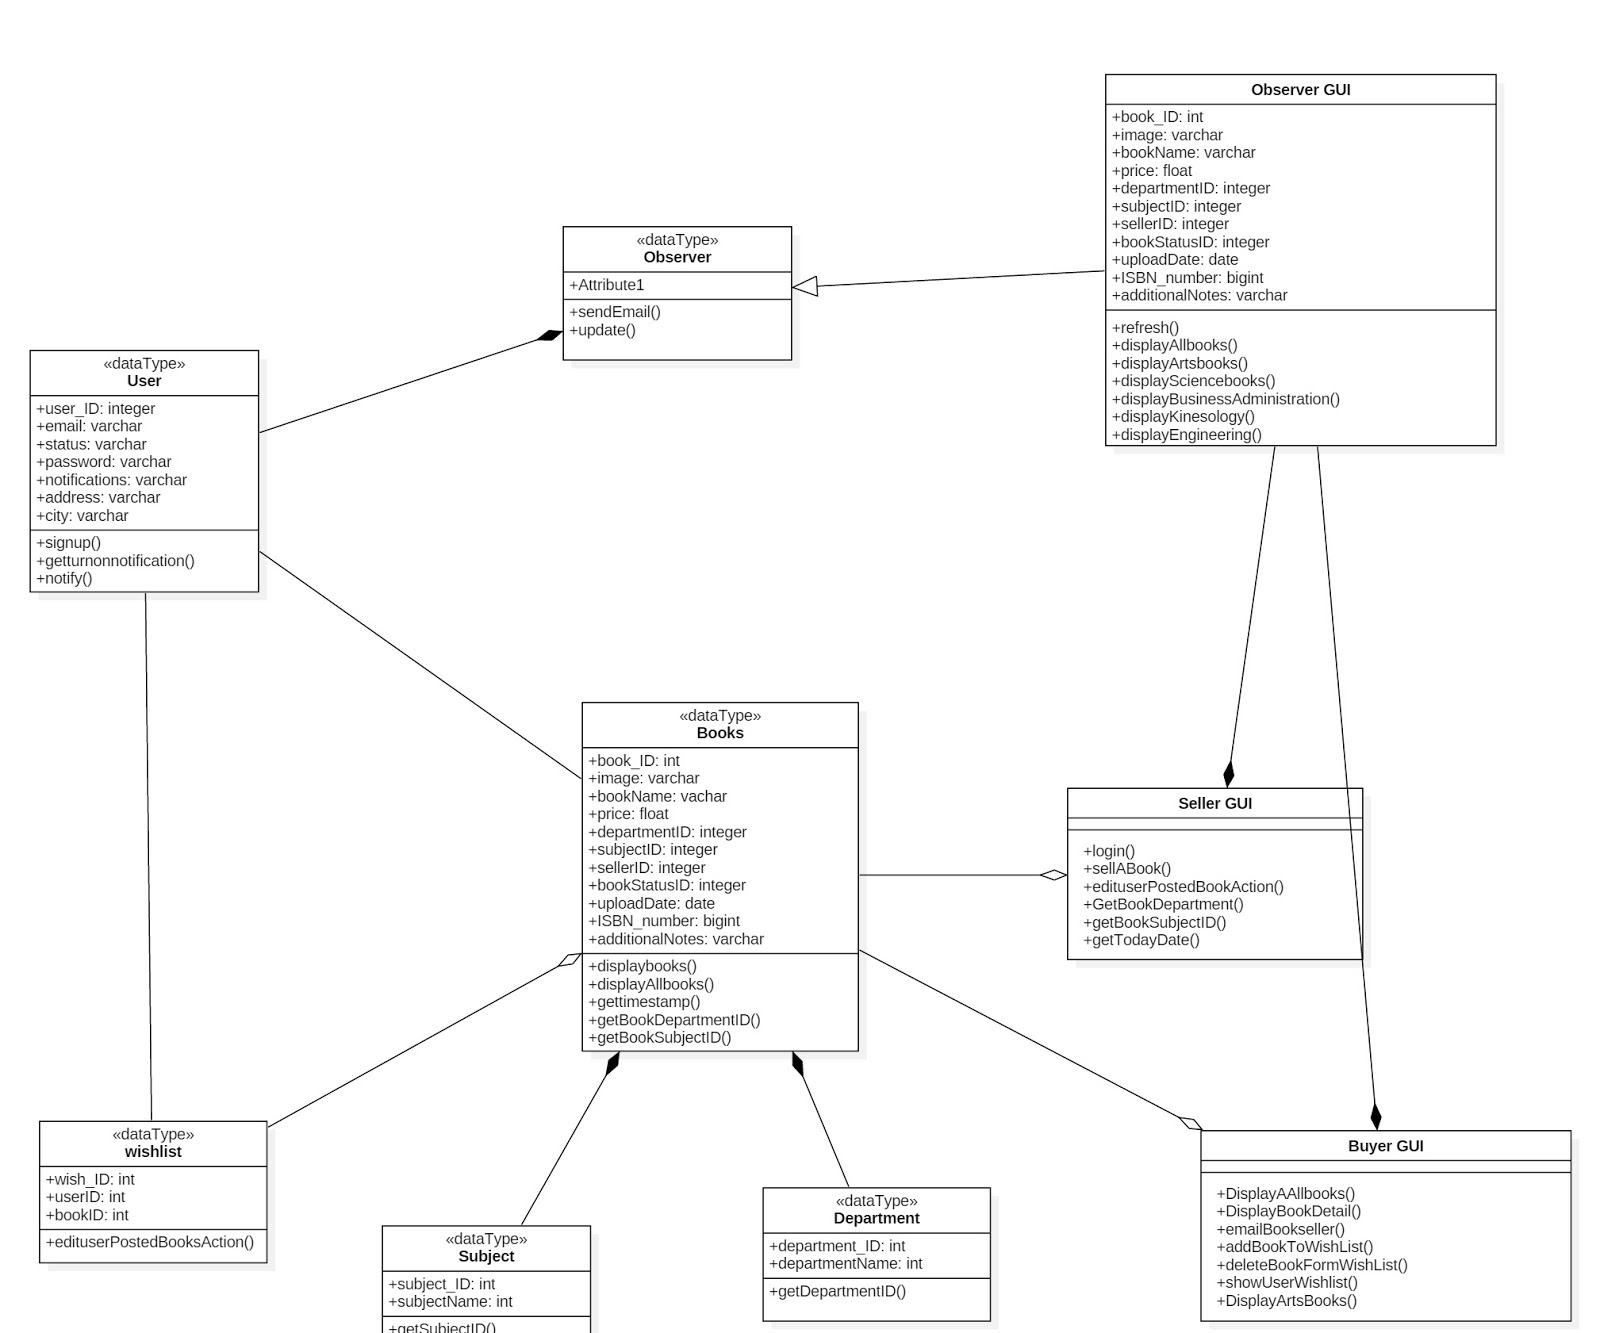 Observer GUI
+book_ID: int
+image: varchar
+bookName: varchar
+price: float
+departmentID: integer
+subjectID: integer
+sellerID: integer
+bookStatusID: integer
+uploadDate: date
+ISBN_number: bigint
+additionalNotes: varchar
+refresh()
+displayAllbooks()
+displayArtsbooks()
+displaySciencebooks()
+displayBusinessAdministration()
+displayKinesology()
+displayEngineering()
«dataType»
Observer
+Attribute1
+sendEmail()
+update()
«dataType»
User
+user_ID: integer
+email: varchar
+status: varchar
+password: varchar
+notifications: varchar
+address: varchar
+city: varchar
+signup()
+getturnonnotification()
+notify()
«dataType»
Books
+book_ID: int
+image: varchar
+bookName: vachar
+price: float
+departmentID: integer
+subjectID: integer
+sellerID: integer
+bookStatusID: integer
+uploadDate: date
+ISBN_number: bigint
+additionalNotes: varchar
+displaybooks()
+displayAllbooks()
+gettimestamp()
+getBookDepartmentID()
+getBookSubjectID()
Seller GUI
+login()
+sellABook()
+edituserPostedBookAction()
+GetBookDepartment()
+getBookSubjectID()
+getTodayDate()
«dataType»
wishlist
+wish_ID: int
+userID: int
+bookID: int
+edituserPostedBooksAction()
«dataType»
Subject
+subject_ID: int
+subjectName: int
+getSubjectID()
«dataType»
Department
+department_ID: int
+departmentName: int
+getDepartmentID()
Buyer GUI
+DisplayAAllbooks()
+DisplayBookDetail()
+emailBookseller()
+addBookToWishList()
+deleteBookFormWishList()
+showUserWishlist()
+DisplayArtsBooks()